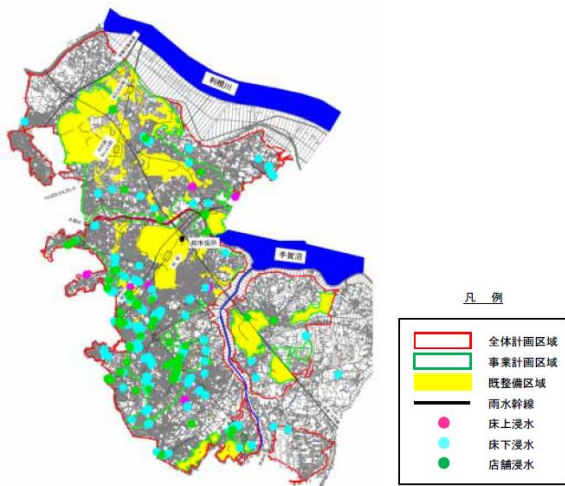 利根川
手賀沼
柏市役所
凡 例
全体計画区域
事業計画区域
既整備区域
雨水幹線
床上浸水
床下浸水
店舗浸水